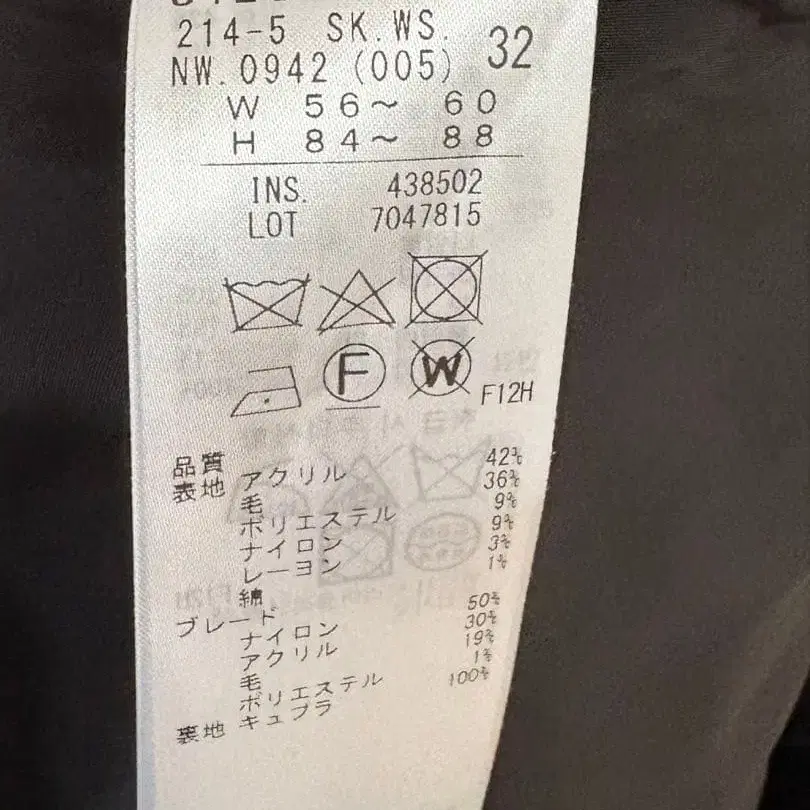 214-5 SK.WS. 32
NW.0942 (005)
W 56~ 60
H 84~ 88
INS. 438502
LOT 7047815
F W F12H
品質
表地 アクリル 42%
毛 36%
ポリエステル 9%
ナイロン 9%
レーヨン 3%
綿 1%
ブレード
ナイロン 50%
アクリル 30%
毛 19%
ポリエステル 1%
裏地 キュプラ 100%